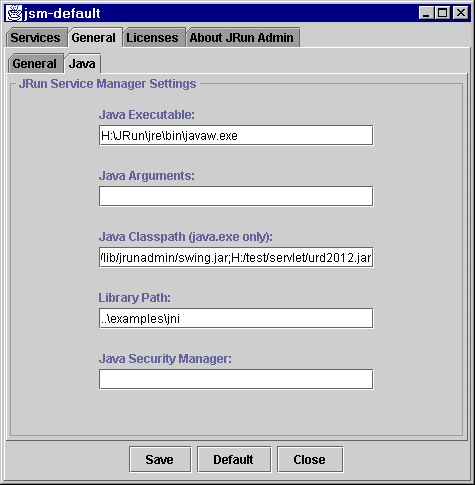 jsm-default
Services General Licenses About JRun Admin
General Java
JRun Service Manager Settings
Java Executable:
H:\JRun\jre\bin\javaw.exe
Java Arguments:
Java Classpath (java.exe only):
/lib/jrunadmin/swing.jar;H:/test/servlet/urd2012.jar
Library Path:
..\examples\jni
Java Security Manager:
Save Default Close